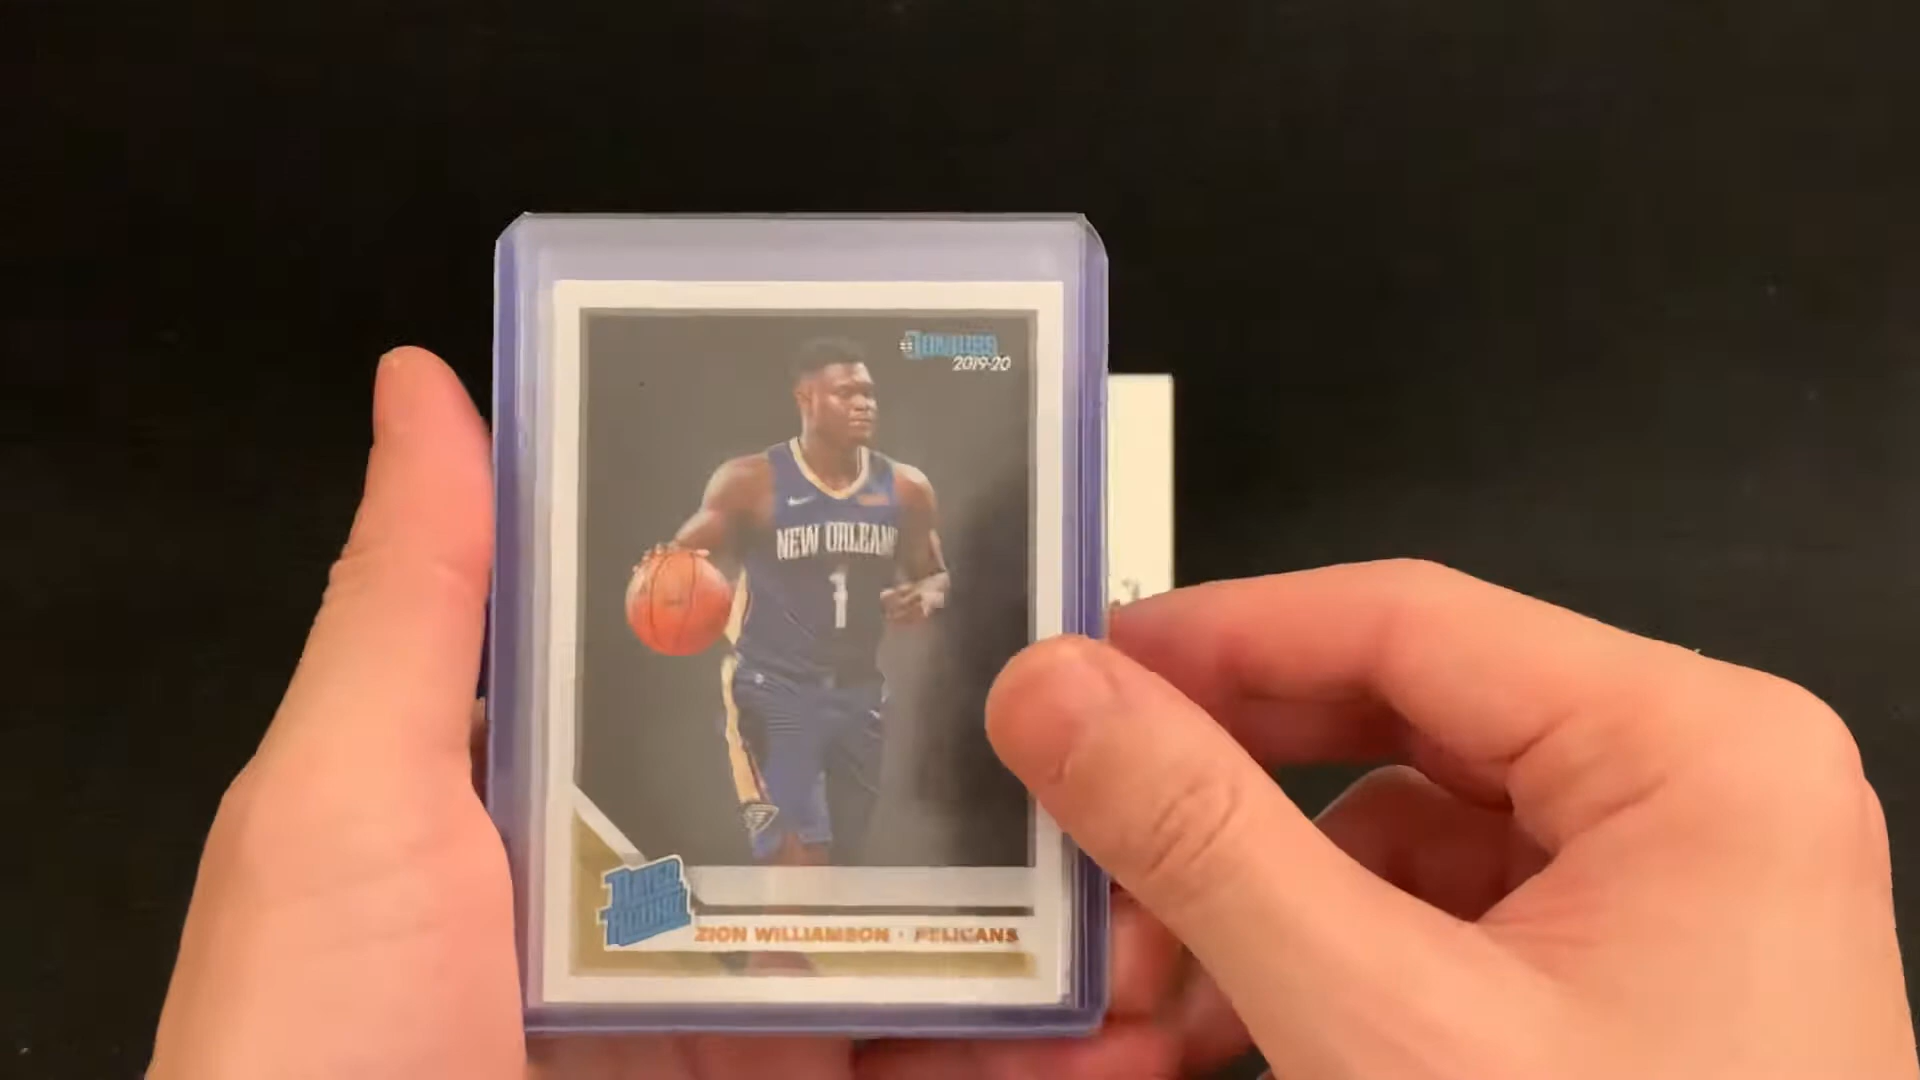 DONRUSS
2019-20
NEW ORLEANS
1
RATED
ROOKIE
ZION WILLIAMSON · PELICANS